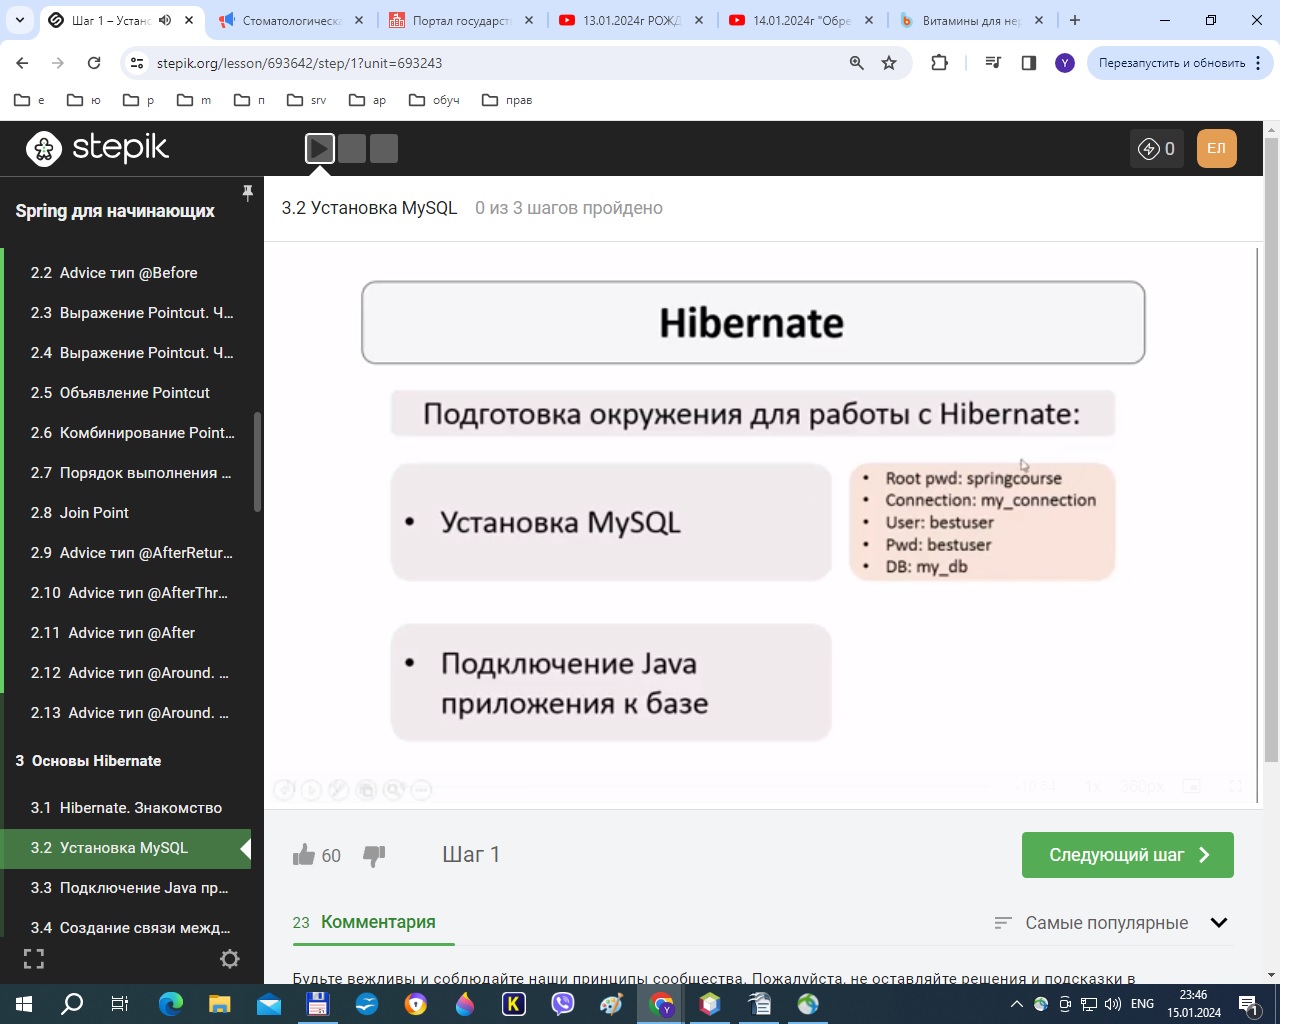 Шаг 1 – Устано
Стоматологическа
Портал государст
13.01.2024г РОЖД
14.01.2024г "Обре
Витамины для нер
stepik.org/lesson/693642/step/1?unit=693243
Y
Перезапустить и обновить
е
ю
р
m
п
srv
ар
обуч
прав
stepik
0
ЕЛ
Spring для начинающих
2.2 Advice тип @Before
2.3 Выражение Pointcut. Ч...
2.4 Выражение Pointcut. Ч...
2.5 Объявление Pointcut
2.6 Комбинирование Point...
2.7 Порядок выполнения ...
2.8 Join Point
2.9 Advice тип @AfterRetur...
2.10 Advice тип @AfterThr...
2.11 Advice тип @After
2.12 Advice тип @Around. ...
2.13 Advice тип @Around. ...
3 Основы Hibernate
3.1 Hibernate. Знакомство
3.2 Установка MySQL
3.3 Подключение Java пр...
3.4 Создание связи межд...
3.2 Установка MySQL 0 из 3 шагов пройдено
Hibernate
Подготовка окружения для работы с Hibernate:
• Установка MySQL
• Root pwd: springcourse
• Connection: my_connection
• User: bestuser
• Pwd: bestuser
• DB: my_db
• Подключение Java
приложения к базе
1x
360px
60
Шаг 1
Следующий шаг
23 Комментария
Самые популярные
Будьте вежливы и соблюдайте наши принципы сообщества. Пожалуйста, не оставляйте решения и подсказки в
ENG
23:46
15.01.2024
1